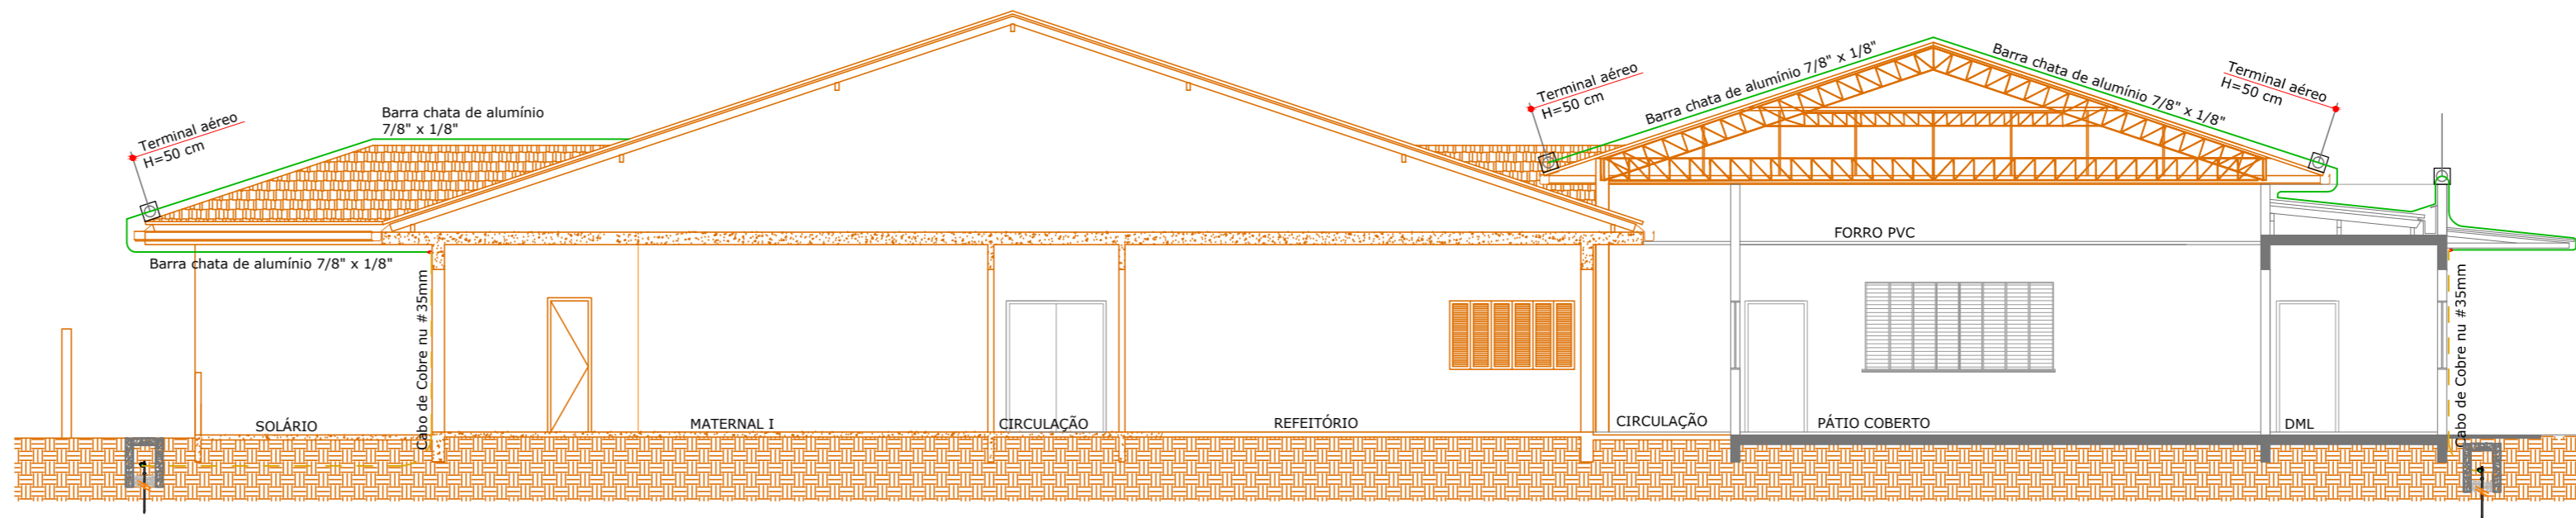 Terminal aéreo
H=50 cm
Barra chata de alumínio
7/8" x 1/8"
Barra chata de alumínio 7/8" x 1/8"
Cabo de Cobre nu #35mm
Terminal aéreo
H=50 cm
Barra chata de alumínio 7/8" x 1/8"
Barra chata de alumínio 7/8" x 1/8"
Terminal aéreo
H=50 cm
FORRO PVC
Cabo de Cobre nu #35mm
SOLÁRIO
MATERNAL I
CIRCULAÇÃO
REFEITÓRIO
CIRCULAÇÃO
PÁTIO COBERTO
DML